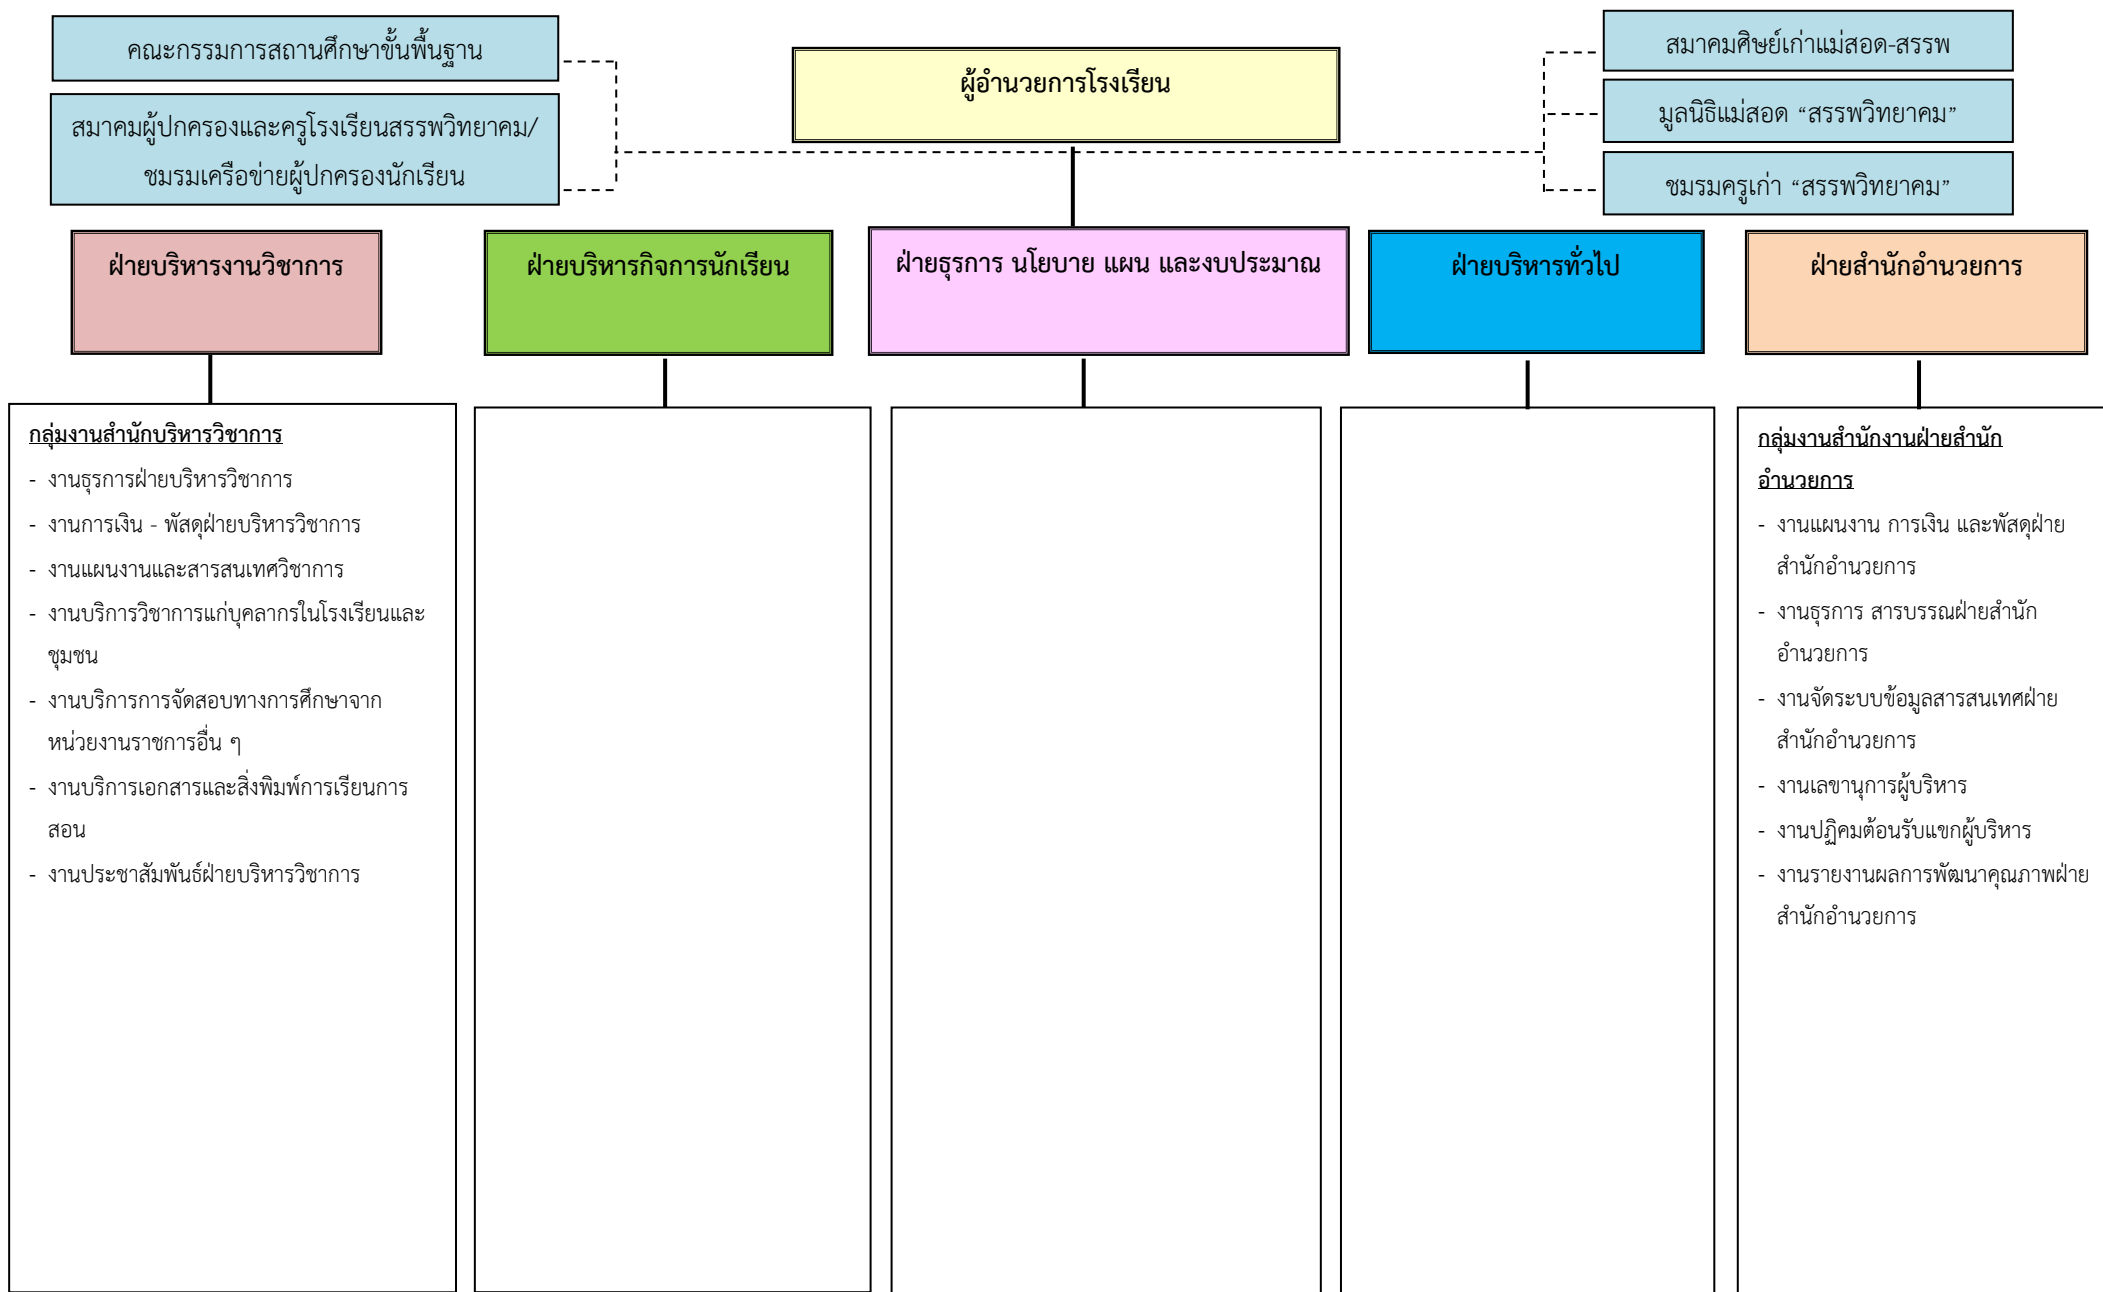 คณะกรรมการสถานศึกษาขั้นพื้นฐาน
สมาคมผู้ปกครองและครูโรงเรียนสรรพวิทยาคม/
ชมรมเครือข่ายผู้ปกครองนักเรียน
ผู้อำนวยการโรงเรียน
สมาคมศิษย์เก่าแม่สอด-สรรพ
มูลนิธิแม่สอด “สรรพวิทยาคม”
ชมรมครูเก่า “สรรพวิทยาคม”
ฝ่ายบริหารงานวิชาการ
ฝ่ายบริหารกิจการนักเรียน
ฝ่ายธุรการ นโยบาย แผน และงบประมาณ
ฝ่ายบริหารทั่วไป
ฝ่ายสำนักอำนวยการ
กลุ่มงานสำนักบริหารวิชาการ
- งานธุรการฝ่ายบริหารวิชาการ
- งานการเงิน - พัสดุฝ่ายบริหารวิชาการ
- งานแผนงานและสารสนเทศวิชาการ
- งานบริการวิชาการแก่บุคลากรในโรงเรียนและ
ชุมชน
- งานบริการการจัดสอบทางการศึกษาจาก
หน่วยงานราชการอื่น ๆ
- งานบริการเอกสารและสิ่งพิมพ์การเรียนการ
สอน
- งานประชาสัมพันธ์ฝ่ายบริหารวิชาการ
กลุ่มงานสำนักงานฝ่ายสำนัก
อำนวยการ
- งานแผนงาน การเงิน และพัสดุฝ่าย
สำนักอำนวยการ
- งานธุรการ สารบรรณฝ่ายสำนัก
อำนวยการ
- งานจัดระบบข้อมูลสารสนเทศฝ่าย
สำนักอำนวยการ
- งานเลขานุการผู้บริหาร
- งานปฏิคมต้อนรับแขกผู้บริหาร
- งานรายงานผลการพัฒนาคุณภาพฝ่าย
สำนักอำนวยการ